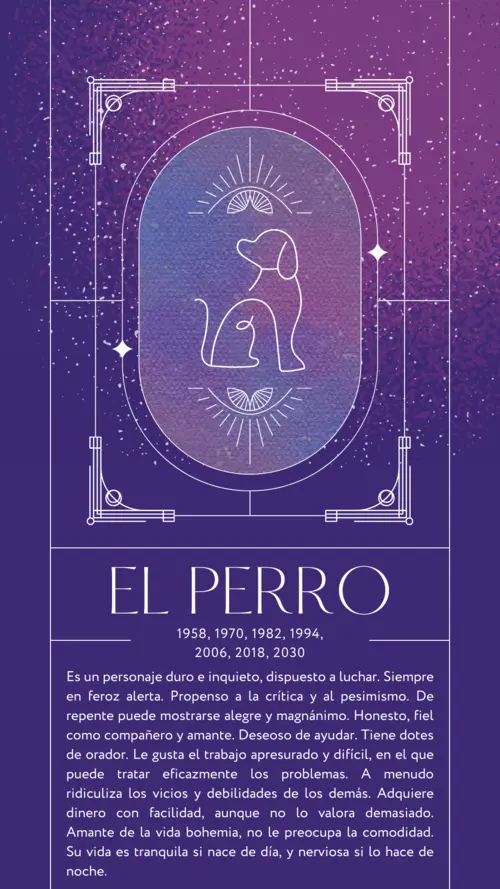 EL PERRO
1958, 1970, 1982, 1994,
2006, 2018, 2030
Es un personaje duro e inquieto, dispuesto a luchar. Siempre
en feroz alerta. Propenso a la crítica y al pesimismo. De
repente puede mostrarse alegre y magnánimo. Honesto, fiel
como compañero y amante. Deseoso de ayudar. Tiene dotes
de orador. Le gusta el trabajo apresurado y difícil, en el que
puede tratar eficazmente los problemas. A menudo
ridiculiza los vicios y debilidades de los demás. Adquiere
dinero con facilidad, aunque no lo valora demasiado.
Amante de la vida bohemia, no le preocupa la comodidad.
Su vida es tranquila si nace de día, y nerviosa si lo hace de
noche.